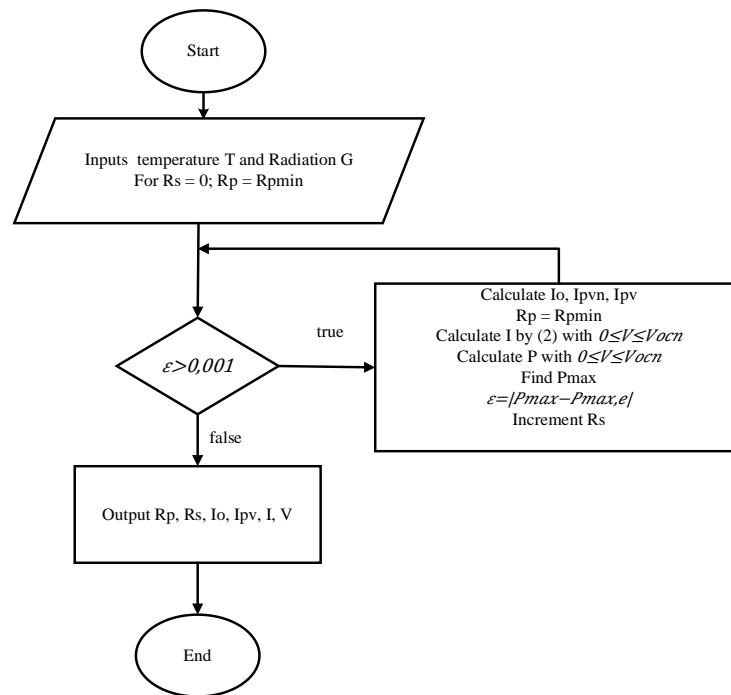 Start
Inputs temperature T and Radiation G
For Rs = 0; Rp = Rpmin
Calculate Io, Ipvn, Ipv
Rp = Rpmin
Calculate I by (2) with 0≤V≤Vocn
Calculate P with 0≤V≤Vocn
Find Pmax
ε=|Pmax−Pmax,e|
Increment Rs
true
ε>0,001
false
Output Rp, Rs, Io, Ipv, I, V
End